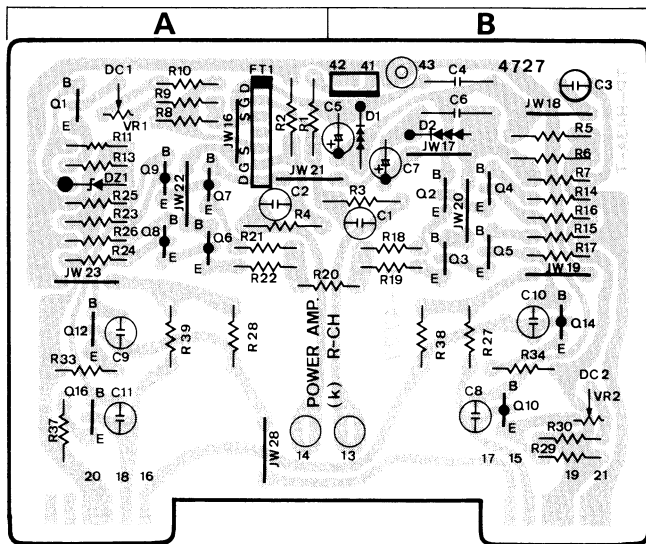 A B
DC1 R10 FT1 42 41 43 C4 4727 C3
B R9 D
Q1 R8 G
S
E VR1 JW16 R2 R1 C5 D1 C6 JW18
R11 D2 R5
R13 S JW17 R6
Q9 JW22 G JW21 C7 R7
DZ1 D
R25 Q7 C2 R3 Q2 JW20 Q4 R14
R23 R4 C1 R16
R26 Q8 Q6 R21 R18 Q3 Q5 R15
R24 R22 R19 R17
JW23 R20 JW19
B B
Q12 C9 R39 R28 POWER AMP. R38 R27 C10 Q14
E (k) R-CH E
R33 R34
Q16 B C11 C8 B DC2
R37 E Q10 VR2
E R30
JW28 14 13 R29
20 18 16 17 15 19 21